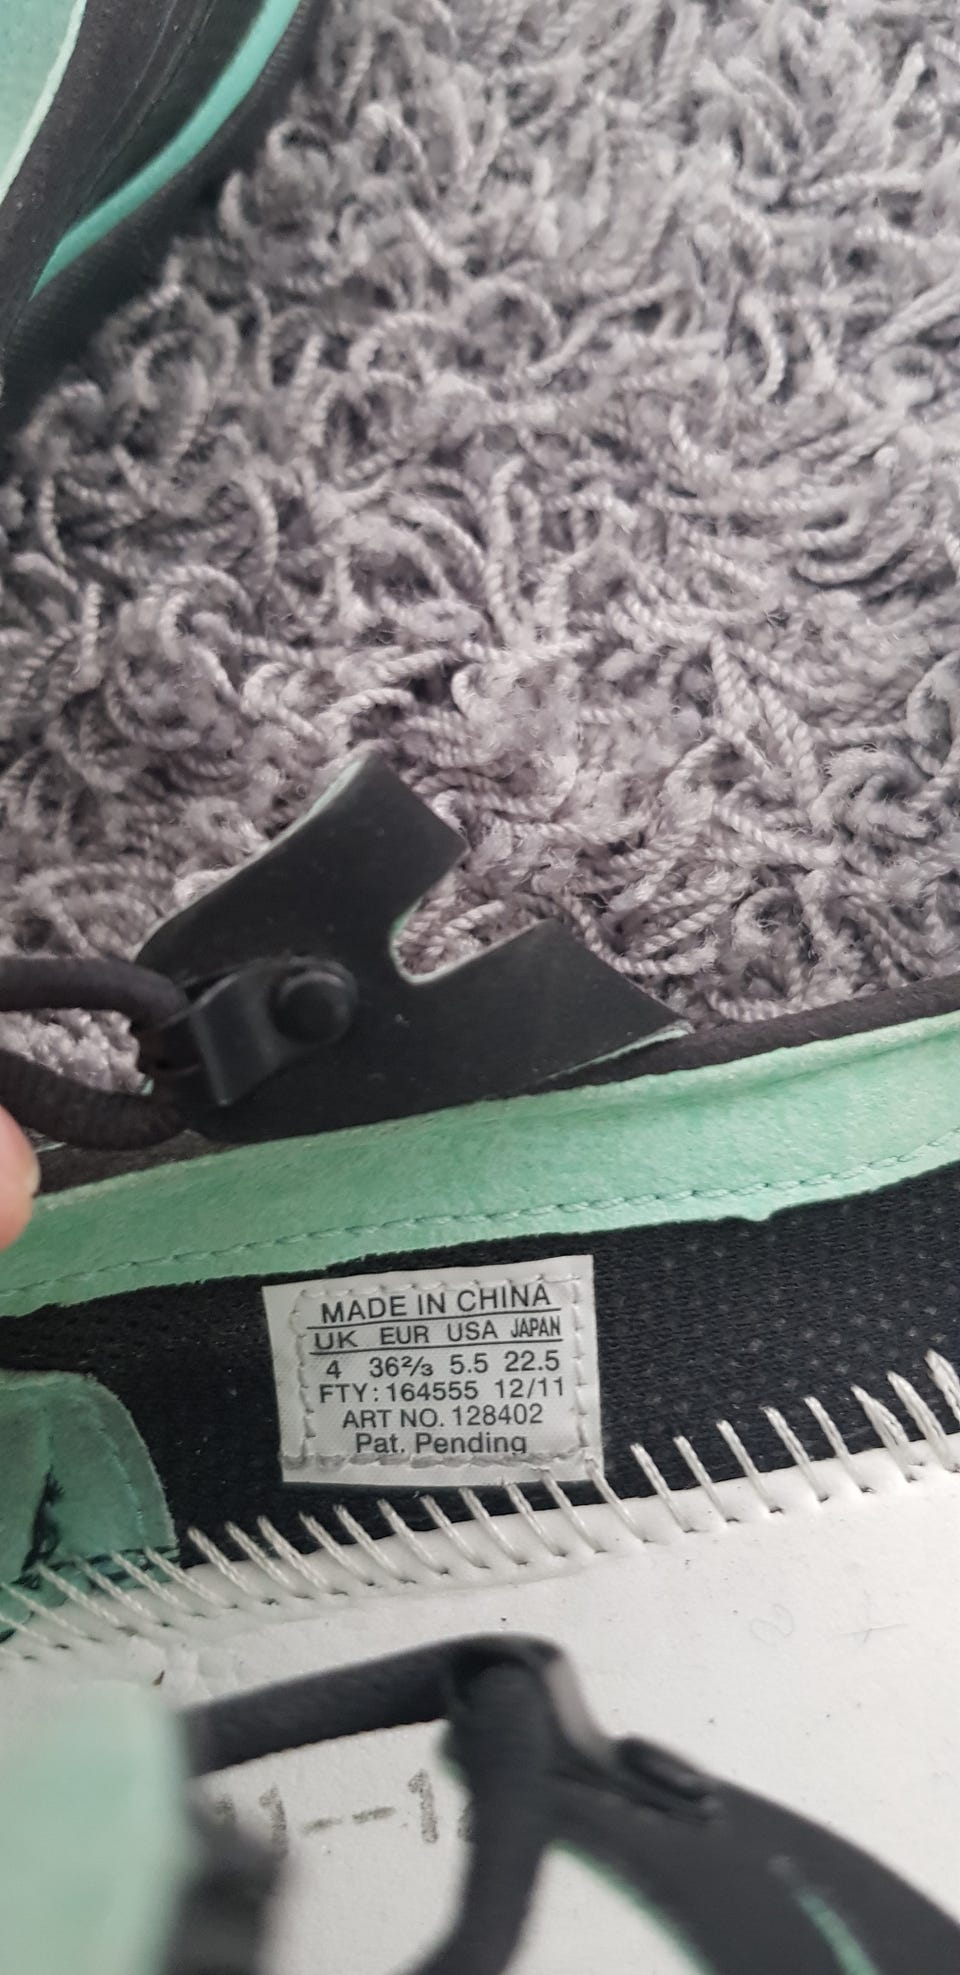 MADE IN CHINA
UK EUR USA JAPAN
4 36⅔ 5.5 22.5
FTY: 164555 12/11
ART NO. 128402
Pat. Pending